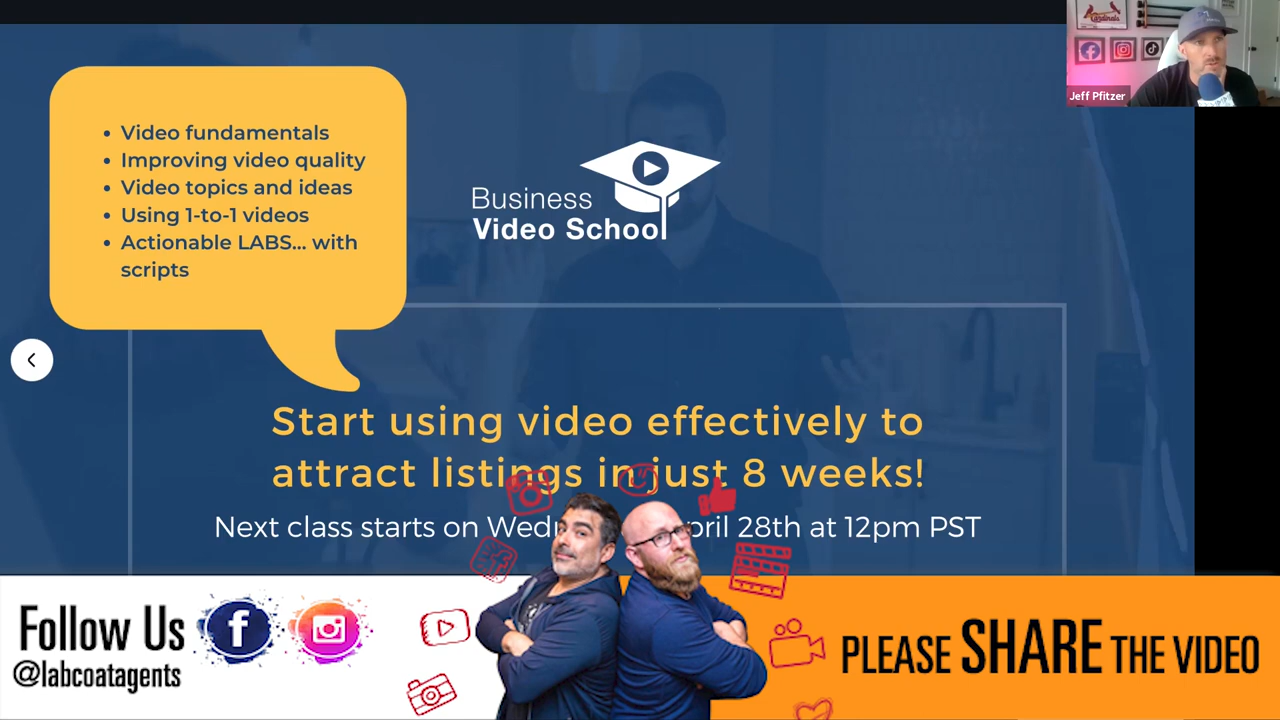 Cardinals
Jeff Pfitzer
Video fundamentals
Improving video quality
Video topics and ideas
Using 1-to-1 videos
Actionable LABS... with
scripts
Business
Video School
Start using video effectively to
attract listings in just 8 weeks!
Next class starts on Wed pril 28th at 12pm PST
Follow Us
@labcoatagents
PLEASE SHARE THE VIDEO